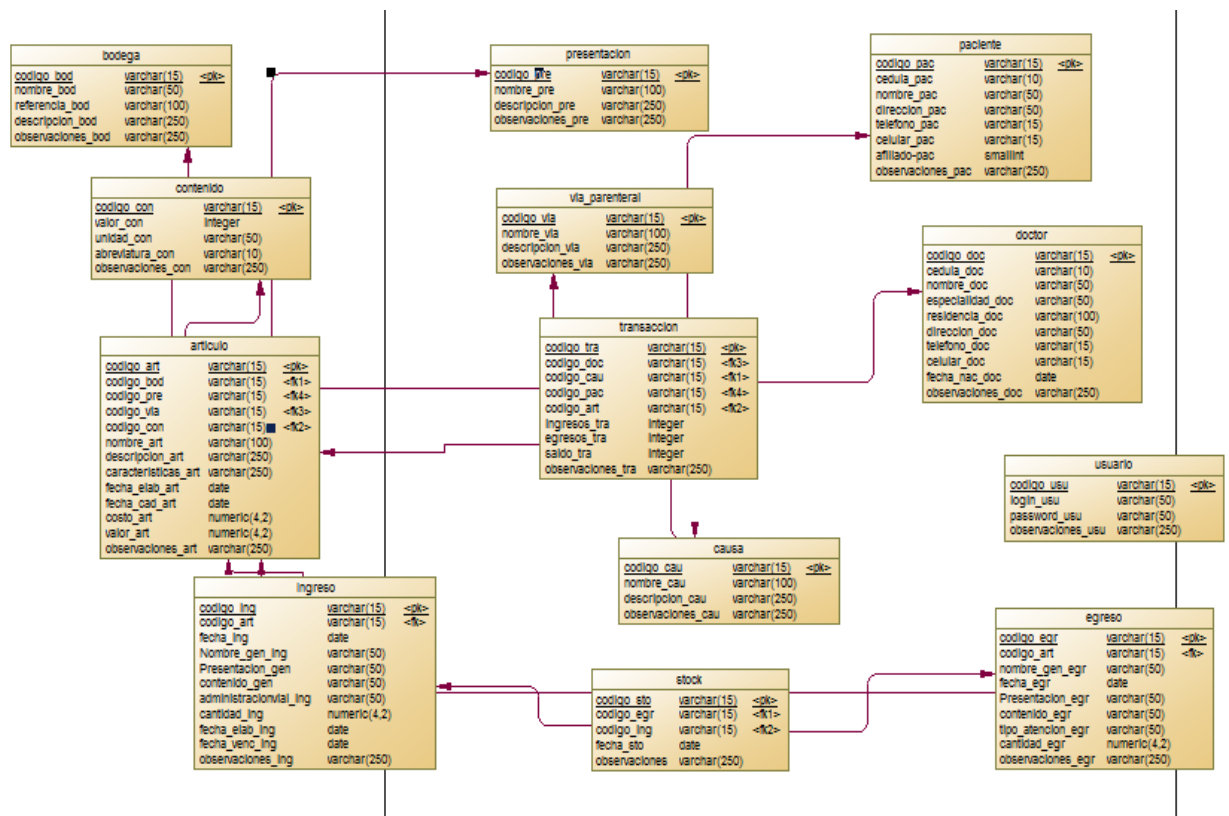 bodega
codigo_bod varchar(15) <pk>
nombre_bod varchar(50)
referencia_bod varchar(100)
descripcion_bod varchar(250)
observaciones_bod varchar(250)
presentacion
codigo_pre varchar(15) <pk>
nombre_pre varchar(100)
descripcion_pre varchar(250)
observaciones_pre varchar(250)
paciente
codigo_pac varchar(15) <pk>
cedula_pac varchar(10)
nombre_pac varchar(50)
direccion_pac varchar(50)
telefono_pac varchar(15)
celular_pac varchar(15)
afiliado-pac smallint
observaciones_pac varchar(250)
contenido
codigo_con varchar(15) <pk>
valor_con integer
unidad_con varchar(50)
abreviatura_con varchar(10)
observaciones_con varchar(250)
via_parenteral
codigo_via varchar(15) <pk>
nombre_via varchar(100)
descripcion_via varchar(250)
observaciones_via varchar(250)
doctor
codigo_doc varchar(15) <pk>
cedula_doc varchar(10)
nombre_doc varchar(50)
especialidad_doc varchar(50)
residencia_doc varchar(100)
direccion_doc varchar(50)
telefono_doc varchar(15)
celular_doc varchar(15)
fecha_nac_doc date
observaciones_doc varchar(250)
articulo
codigo_art varchar(15) <pk>
codigo_bod varchar(15) <fk1>
codigo_pre varchar(15) <fk4>
codigo_via varchar(15) <fk3>
codigo_con varchar(15) <fk2>
nombre_art varchar(100)
descripcion_art varchar(250)
caracteristicas_art varchar(250)
fecha_elab_art date
fecha_cad_art date
costo_art numeric(4,2)
valor_art numeric(4,2)
observaciones_art varchar(250)
transaccion
codigo_tra varchar(15) <pk>
codigo_doc varchar(15) <fk3>
codigo_cau varchar(15) <fk1>
codigo_pac varchar(15) <fk4>
codigo_art varchar(15) <fk2>
ingresos_tra integer
egresos_tra integer
saldo_tra integer
observaciones_tra varchar(250)
usuario
codigo_usu varchar(15) <pk>
login_usu varchar(50)
password_usu varchar(50)
observaciones_usu varchar(250)
causa
codigo_cau varchar(15) <pk>
nombre_cau varchar(100)
descripcion_cau varchar(250)
observaciones_cau varchar(250)
ingreso
codigo_ing varchar(15) <pk>
codigo_art varchar(15) <fk>
fecha_ing date
Nombre_gen_ing varchar(50)
Presentacion_gen varchar(50)
contenido_gen varchar(50)
administracionvial_ing varchar(50)
cantidad_ing numeric(4,2)
fecha_elab_ing date
fecha_venc_ing date
observaciones_ing varchar(250)
stock
codigo_sto varchar(15) <pk>
codigo_egr varchar(15) <fk1>
codigo_ing varchar(15) <fk2>
fecha_sto date
observaciones varchar(250)
egreso
codigo_egr varchar(15) <pk>
codigo_art varchar(15) <fk>
nombre_gen_egr varchar(50)
fecha_egr date
Presentacion_egr varchar(50)
contenido_egr varchar(50)
tipo_atencion_egr varchar(50)
cantidad_egr numeric(4,2)
observaciones_egr varchar(250)